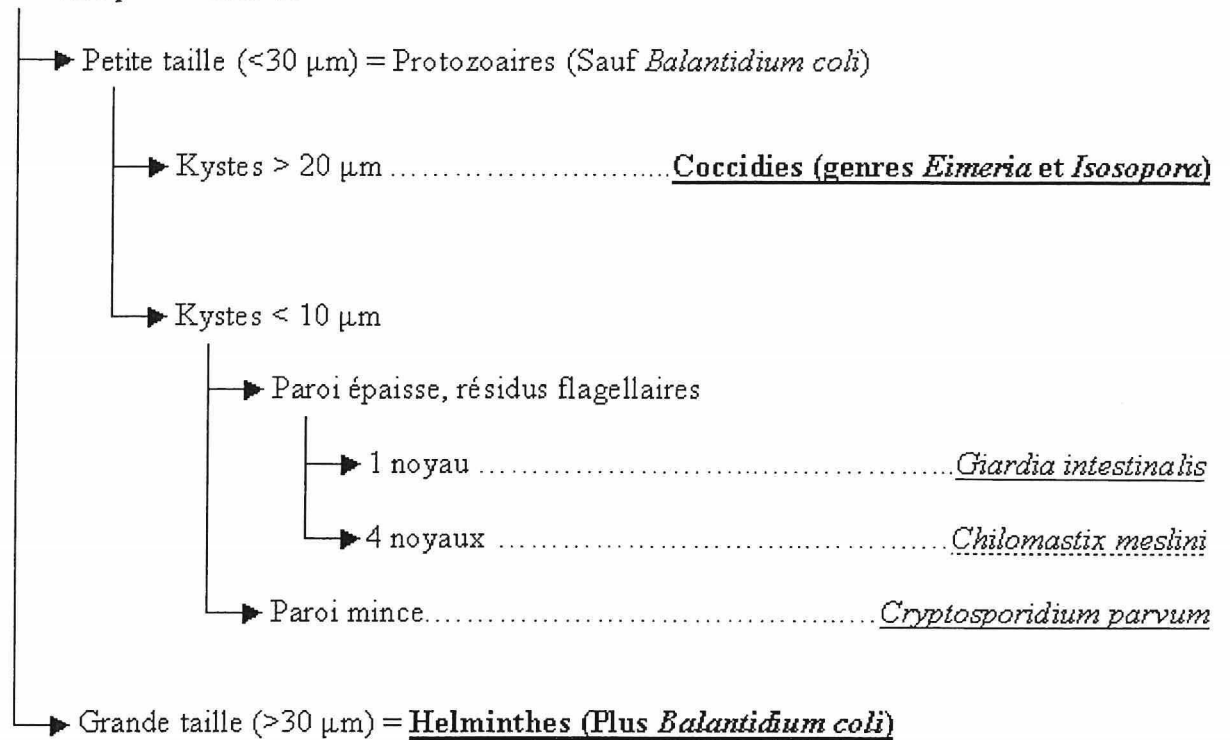 Petite taille (<30 μm) = Protozoaires (Sauf Balantidium coli)
Kystes > 20 μm ............................ Coccidies (genres Eimeria et Isosopora)
Kystes < 10 μm
Paroi épaisse, résidus flagellaires
1 noyau ................................................ Giardia intestinalis
4 noyaux .............................................. Chilomastix meslini
Paroi mince.............................................. Cryptosporidium parvum
Grande taille (>30 μm) = Helminthes (Plus Balantidium coli)